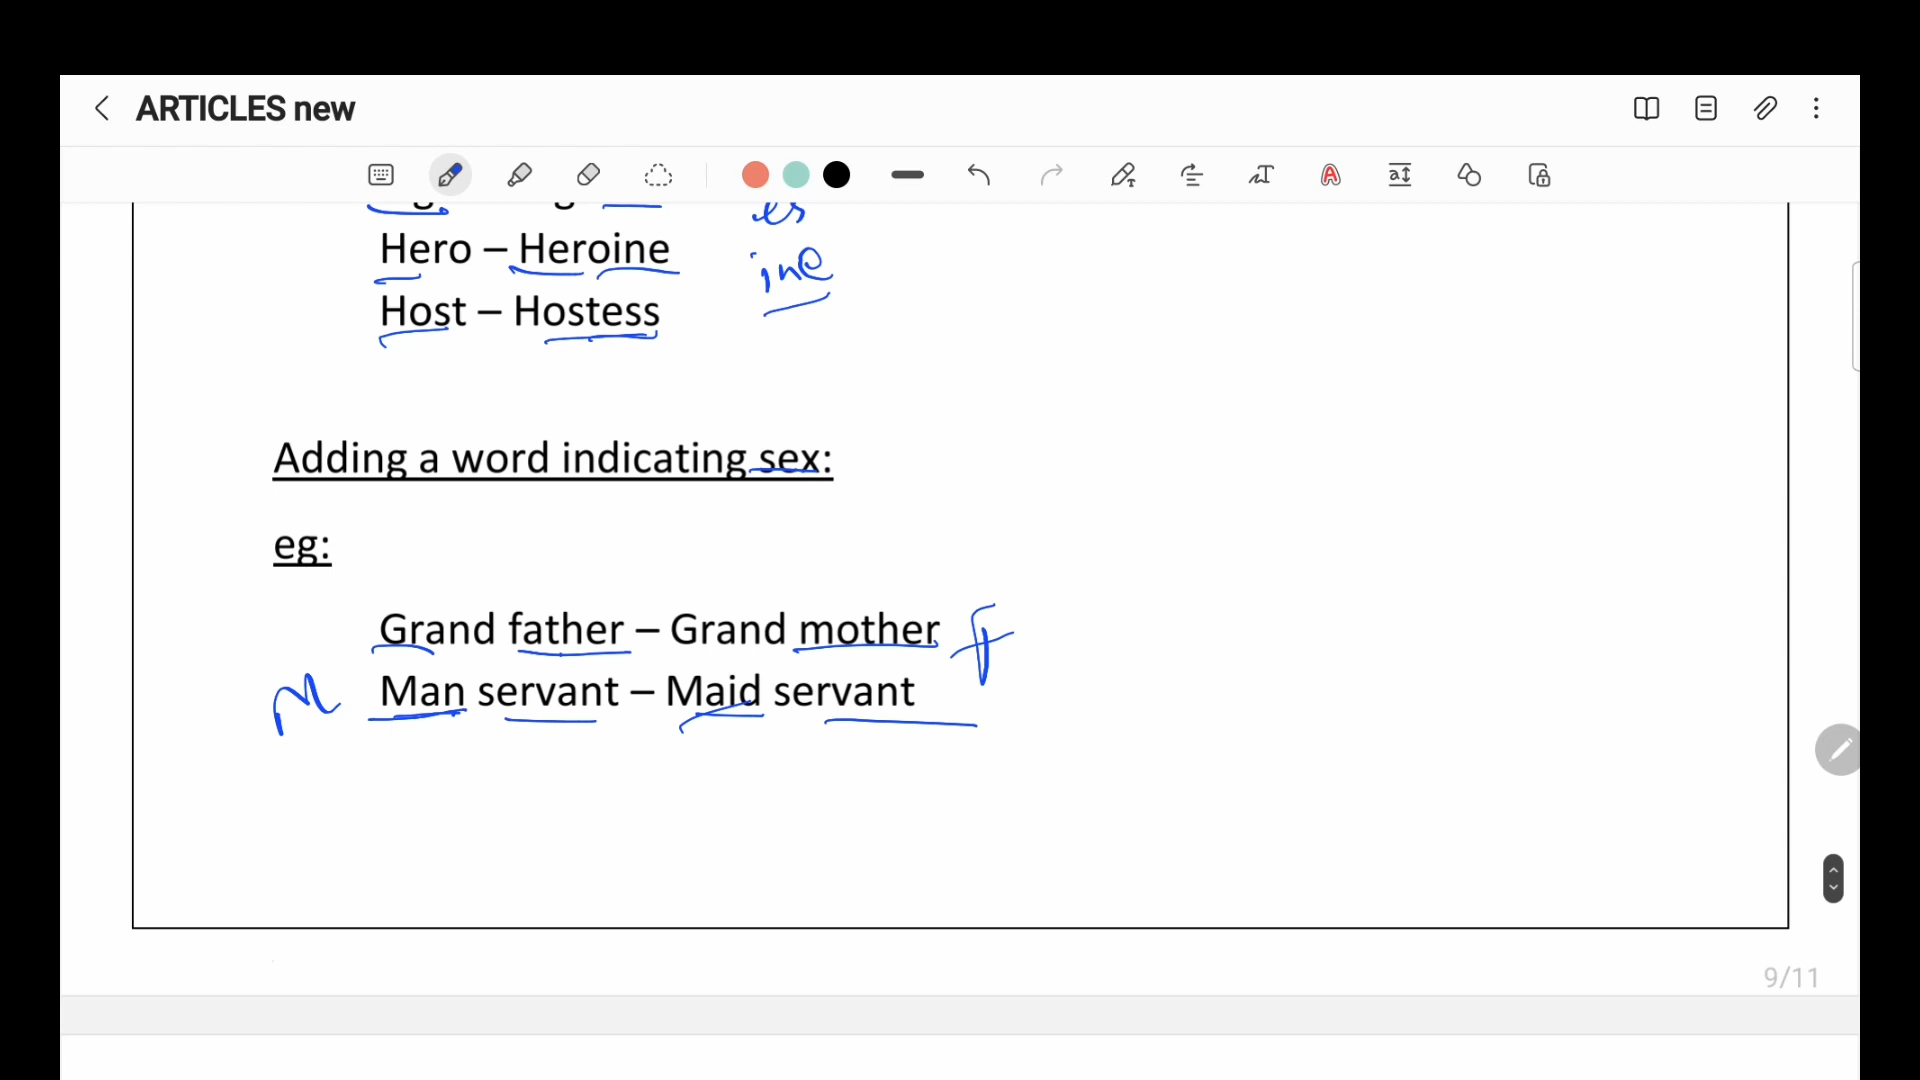 ARTICLES new
es
Hero – Heroine
ine
Host – Hostess
Adding a word indicating sex:
eg:
Grand father – Grand mother
f
M
Man servant – Maid servant
9/11